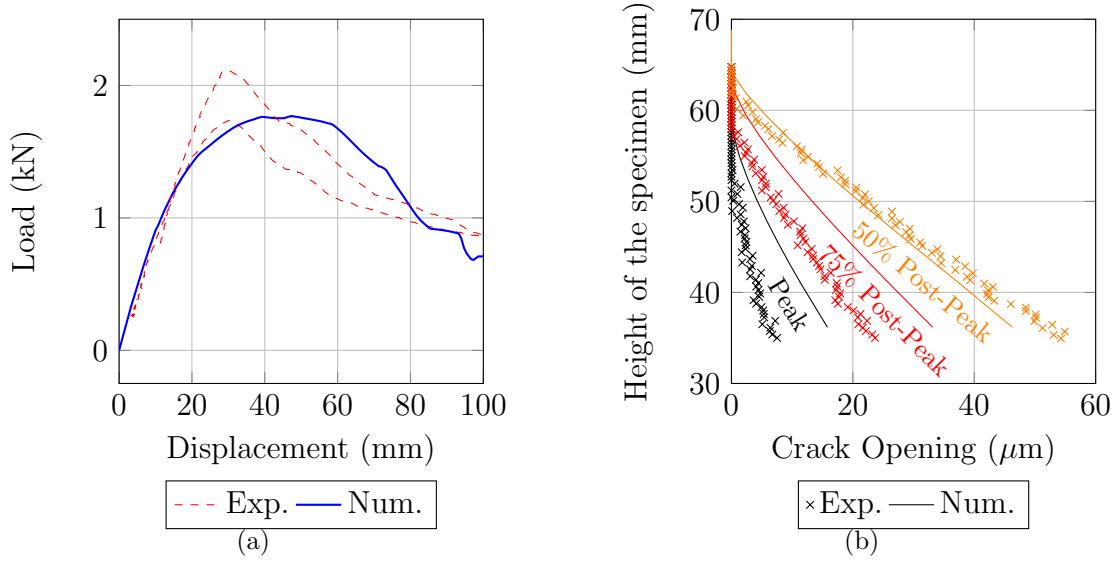 2
1
0
0
20
40
60
80
100
Load (kN)
Displacement (mm)
Exp. Num.
(a)
70
60
50
40
30
0
20
40
60
Height of the specimen (mm)
Crack Opening (μm)
Peak
75% Post-Peak
50% Post-Peak
Exp. Num.
(b)